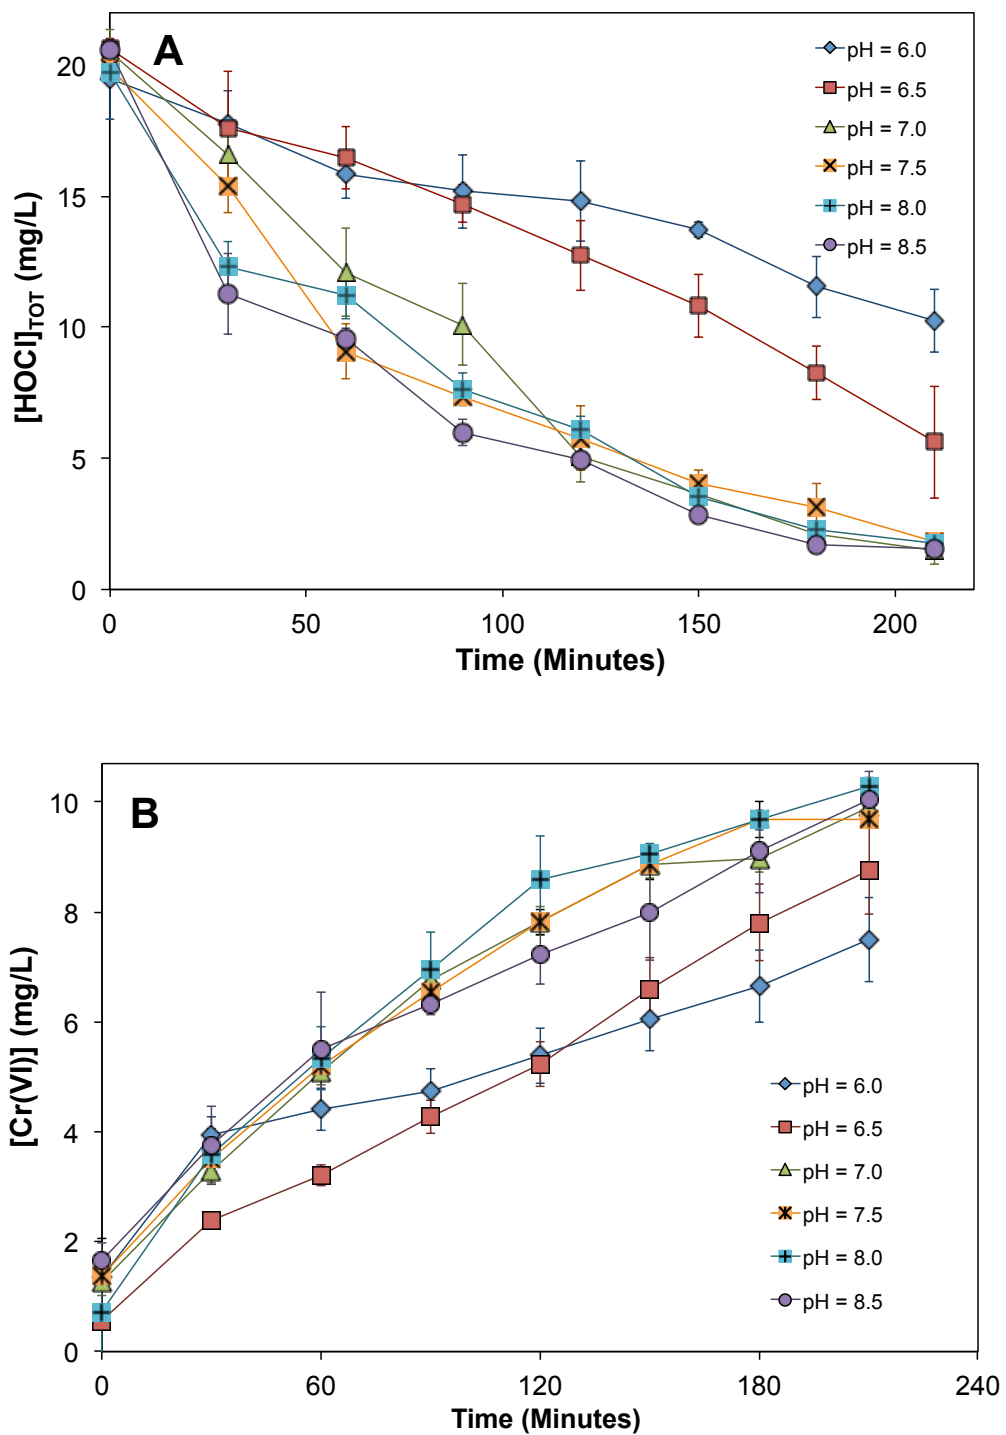 A
pH = 6.0
pH = 6.5
pH = 7.0
pH = 7.5
pH = 8.0
pH = 8.5
20
15
10
5
0
[HOCl]TOT (mg/L)
0 50 100 150 200
Time (Minutes)
B
10
8
6
4
2
0
[Cr(VI)] (mg/L)
pH = 6.0
pH = 6.5
pH = 7.0
pH = 7.5
pH = 8.0
pH = 8.5
0 60 120 180 240
Time (Minutes)